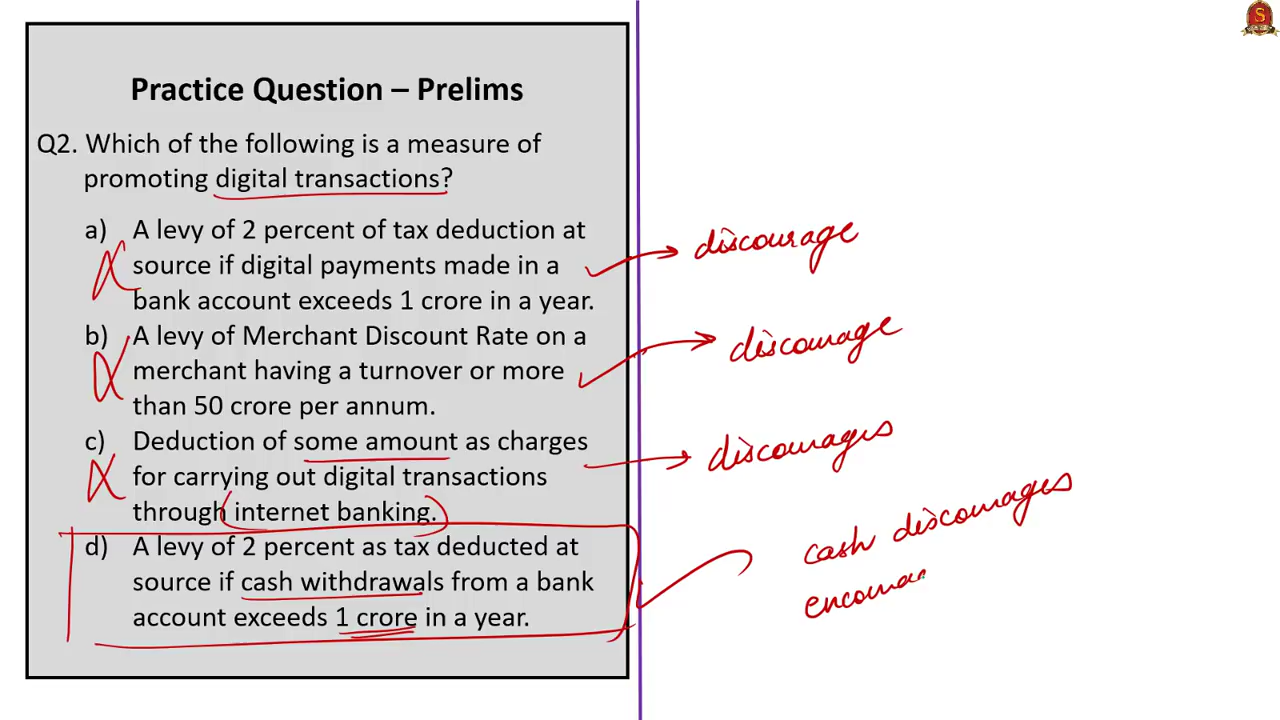 Practice Question – Prelims
Q2. Which of the following is a measure of
promoting digital transactions?
a) A levy of 2 percent of tax deduction at
source if digital payments made in a
bank account exceeds 1 crore in a year.
b) A levy of Merchant Discount Rate on a
merchant having a turnover or more
than 50 crore per annum.
c) Deduction of some amount as charges
for carrying out digital transactions
through internet banking.
d) A levy of 2 percent as tax deducted at
source if cash withdrawals from a bank
account exceeds 1 crore in a year.
discourage
discourage
discourages
cash discourages
encoura
S